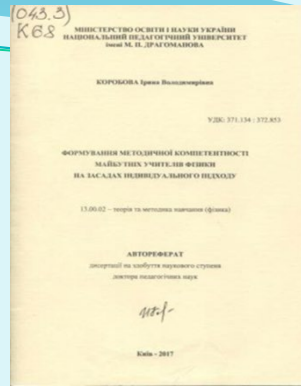 (043.3)
К68
МІНІСТЕРСТВО ОСВІТИ І НАУКИ УКРАЇНИ
НАЦІОНАЛЬНИЙ ПЕДАГОГІЧНИЙ УНІВЕРСИТЕТ
імені М. П. ДРАГОМАНОВА
КОРОБОВА Ірина Володимирівна
УДК: 371.134 : 372.853
ФОРМУВАННЯ МЕТОДИЧНОЇ КОМПЕТЕНТНОСТІ
МАЙБУТНІХ УЧИТЕЛІВ ФІЗИКИ
НА ЗАСАДАХ ІНДИВІДУАЛЬНОГО ПІДХОДУ
13.00.02 – теорія та методика навчання (фізика)
АВТОРЕФЕРАТ
дисертації на здобуття наукового ступеня
доктора педагогічних наук
Київ - 2017